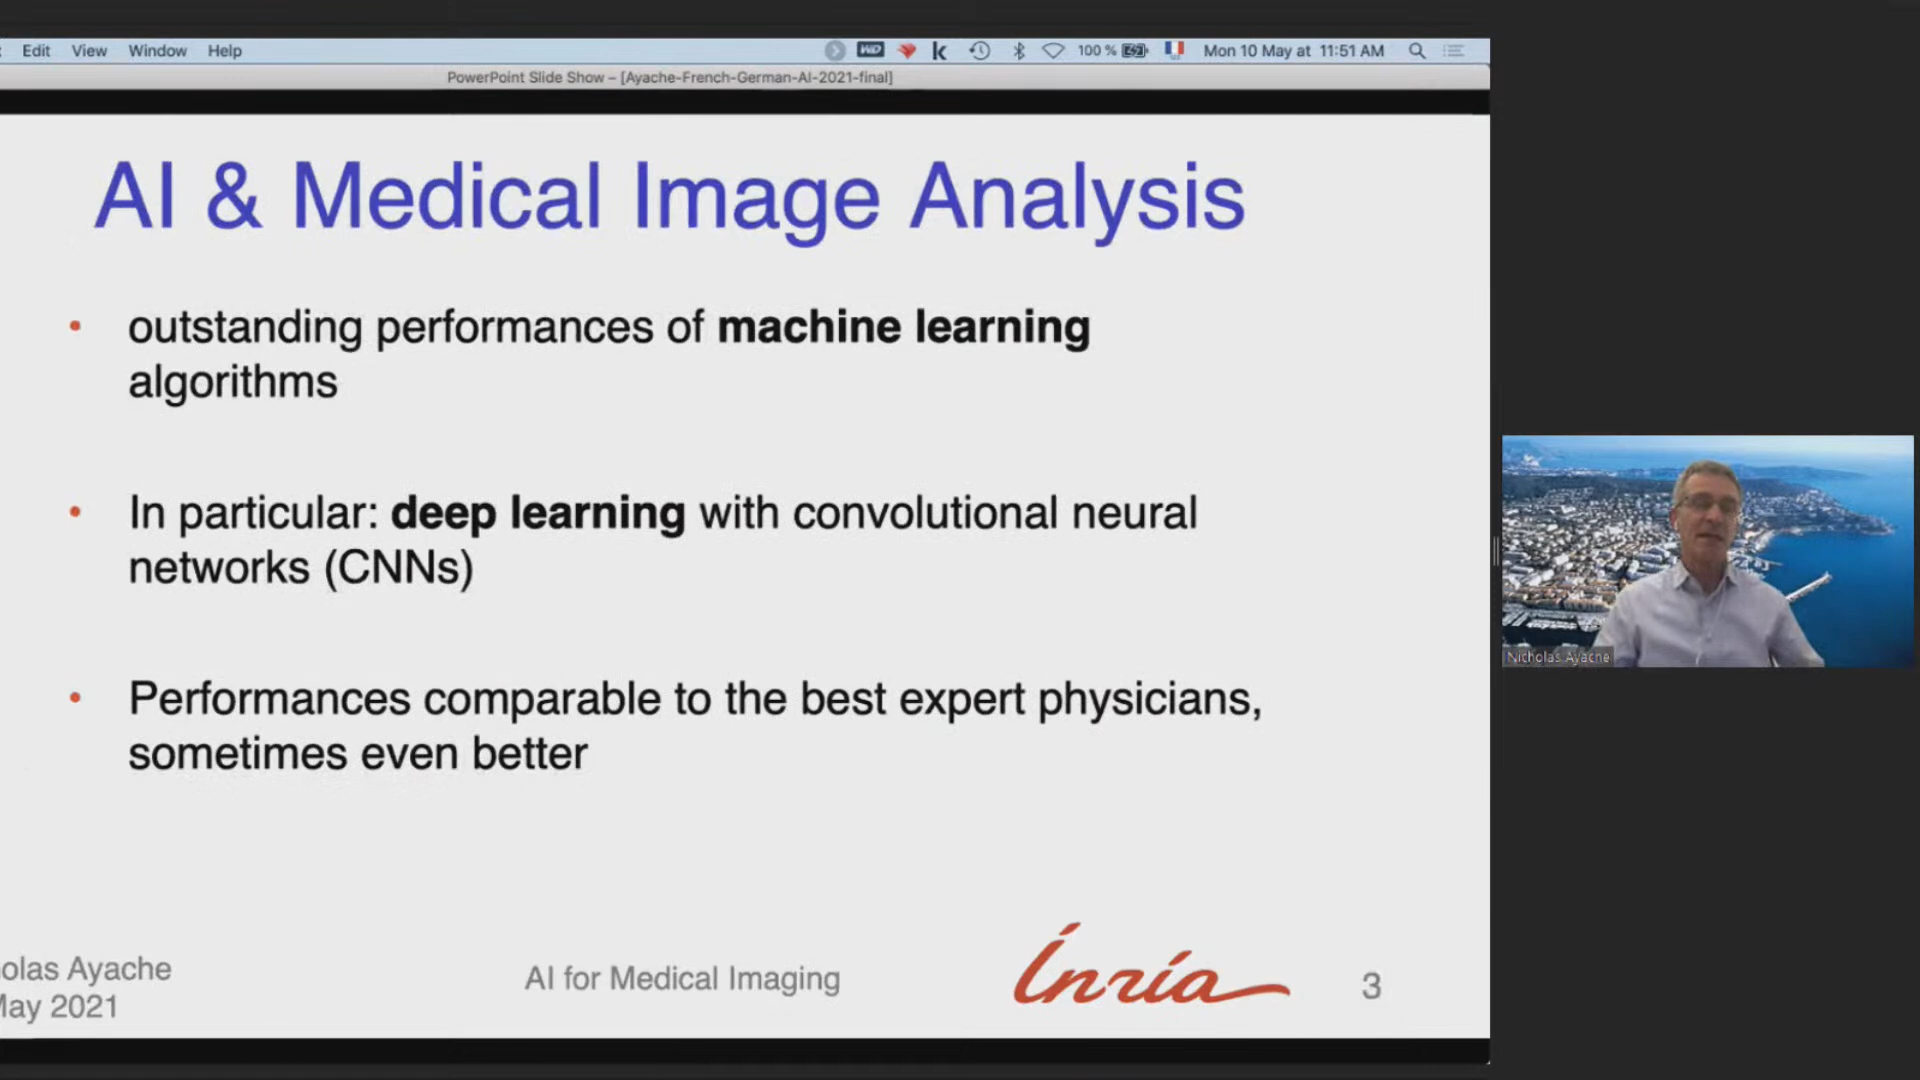 Edit View Window Help
WD
k
100 %
Mon 10 May at 11:51 AM
PowerPoint Slide Show – [Ayache-French-German-AI-2021-final]
AI & Medical Image Analysis
• outstanding performances of machine learning
algorithms
• In particular: deep learning with convolutional neural
networks (CNNs)
• Performances comparable to the best expert physicians,
sometimes even better
Nicholas Ayache
olas Ayache
May 2021
AI for Medical Imaging
Inria
3